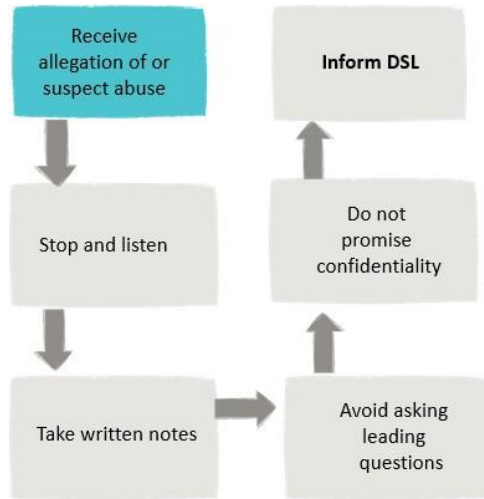 Receive
allegation of or
suspect abuse
Stop and listen
Take written notes
Avoid asking
leading
questions
Do not
promise
confidentiality
Inform DSL